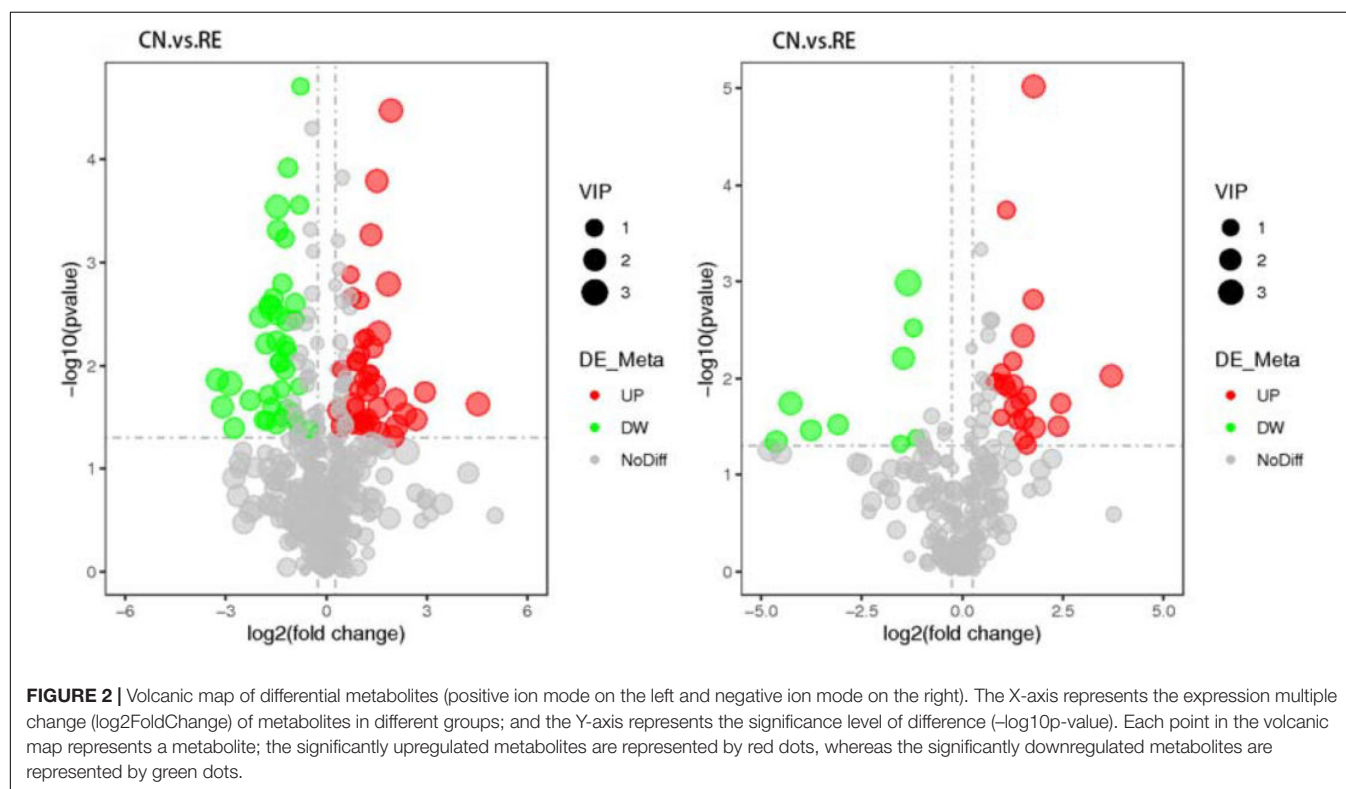 CN.vs.RE
4
3
2
1
0
-log10(pvalue)
-6
-3
0
3
6
log2(fold change)
VIP
1
2
3
DE_Meta
UP
DW
NoDiff
CN.vs.RE
5
4
3
2
1
0
-log10(pvalue)
-5.0
-2.5
0.0
2.5
5.0
log2(fold change)
VIP
1
2
3
DE_Meta
UP
DW
NoDiff
FIGURE 2 | Volcanic map of differential metabolites (positive ion mode on the left and negative ion mode on the right). The X-axis represents the expression multiple
change (log2FoldChange) of metabolites in different groups; and the Y-axis represents the significance level of difference (–log10p-value). Each point in the volcanic
map represents a metabolite; the significantly upregulated metabolites are represented by red dots, whereas the significantly downregulated metabolites are
represented by green dots.